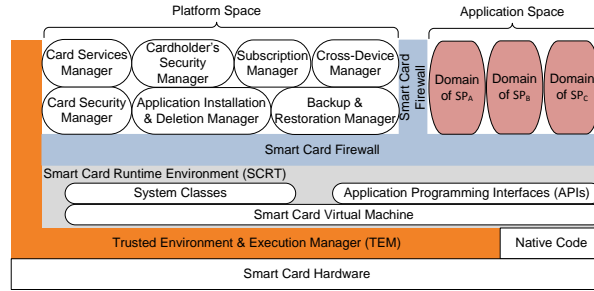 Platform Space
Application Space
Card Services
Manager
Cardholder's
Security
Manager
Subscription
Manager
Cross-Device
Manager
Card Security
Manager
Application Installation
& Deletion Manager
Backup &
Restoration Manager
Smart Card
Firewall
Domain
of SPA
Domain
of SPB
Domain
of SPC
Smart Card Firewall
Smart Card Runtime Environment (SCRT)
System Classes
Application Programming Interfaces (APIs)
Smart Card Virtual Machine
Trusted Environment & Execution Manager (TEM)
Native Code
Smart Card Hardware